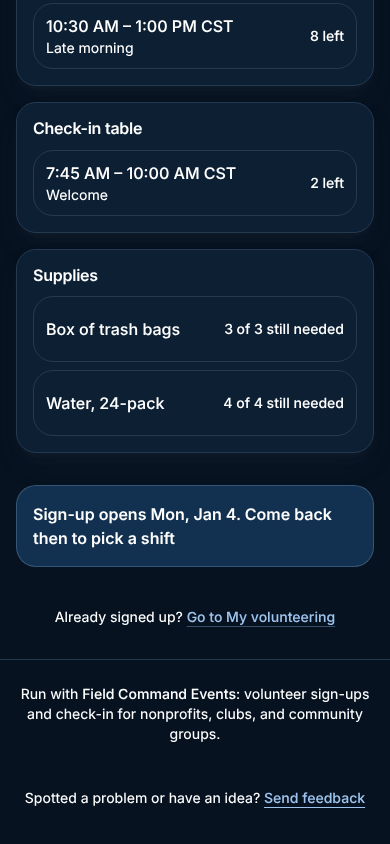 10:30 AM – 1:00 PM CST
8 left
Late morning
Check-in table
7:45 AM – 10:00 AM CST
2 left
Welcome
Supplies
Box of trash bags
3 of 3 still needed
Water, 24-pack
4 of 4 still needed
Sign-up opens Mon, Jan 4. Come back
then to pick a shift
Already signed up? Go to My volunteering
Run with Field Command Events: volunteer sign-ups
and check-in for nonprofits, clubs, and community
groups.
Spotted a problem or have an idea? Send feedback